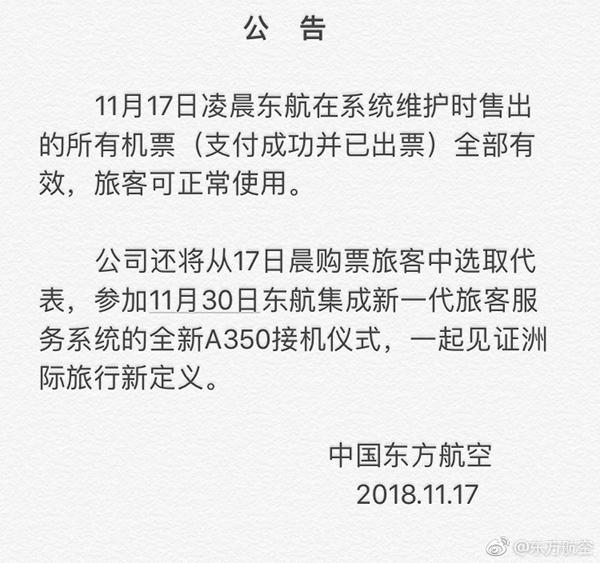 公 告
11月17日凌晨东航在系统维护时售出
的所有机票（支付成功并已出票）全部有
效，旅客可正常使用。
公司还将从17日晨购票旅客中选取代
表，参加11月30日东航集成新一代旅客服
务系统的全新A350接机仪式，一起见证洲
际旅行新定义。
中国东方航空
2018.11.17
@东方航空